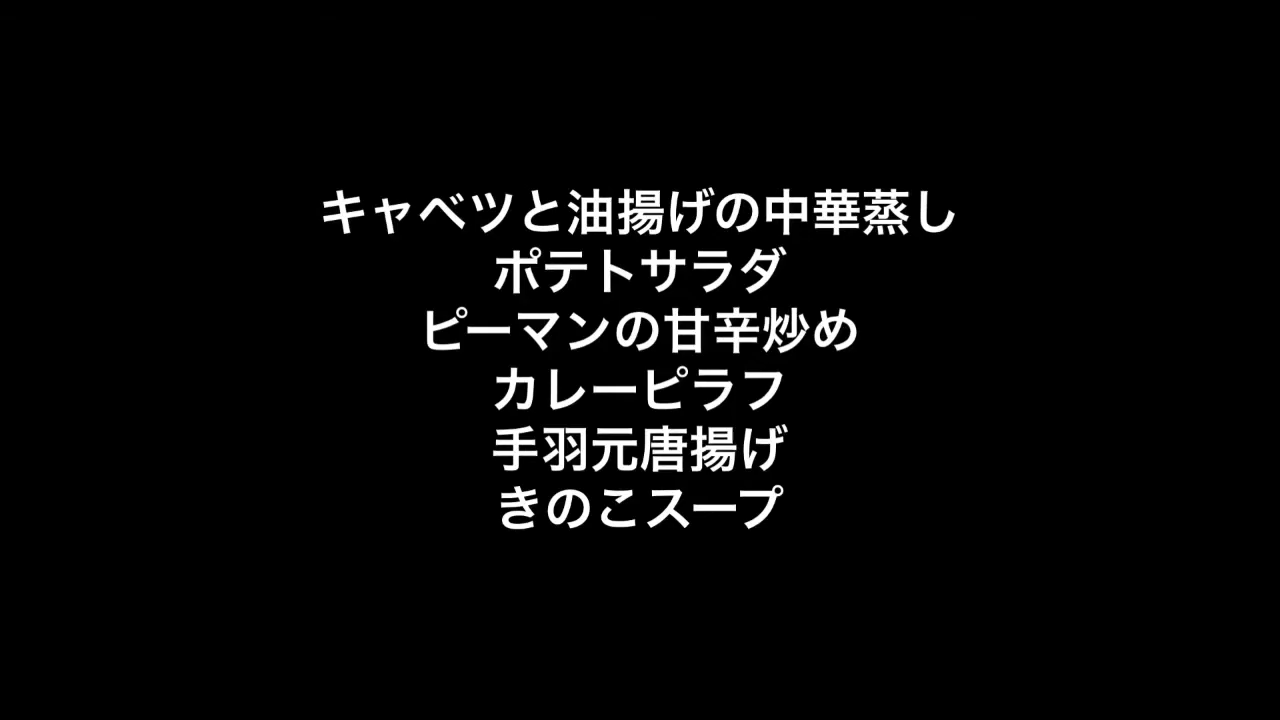 キャベツと油揚げの中華蒸し
ポテトサラダ
ピーマンの甘辛炒め
カレーピラフ
手羽元唐揚げ
きのこスープ